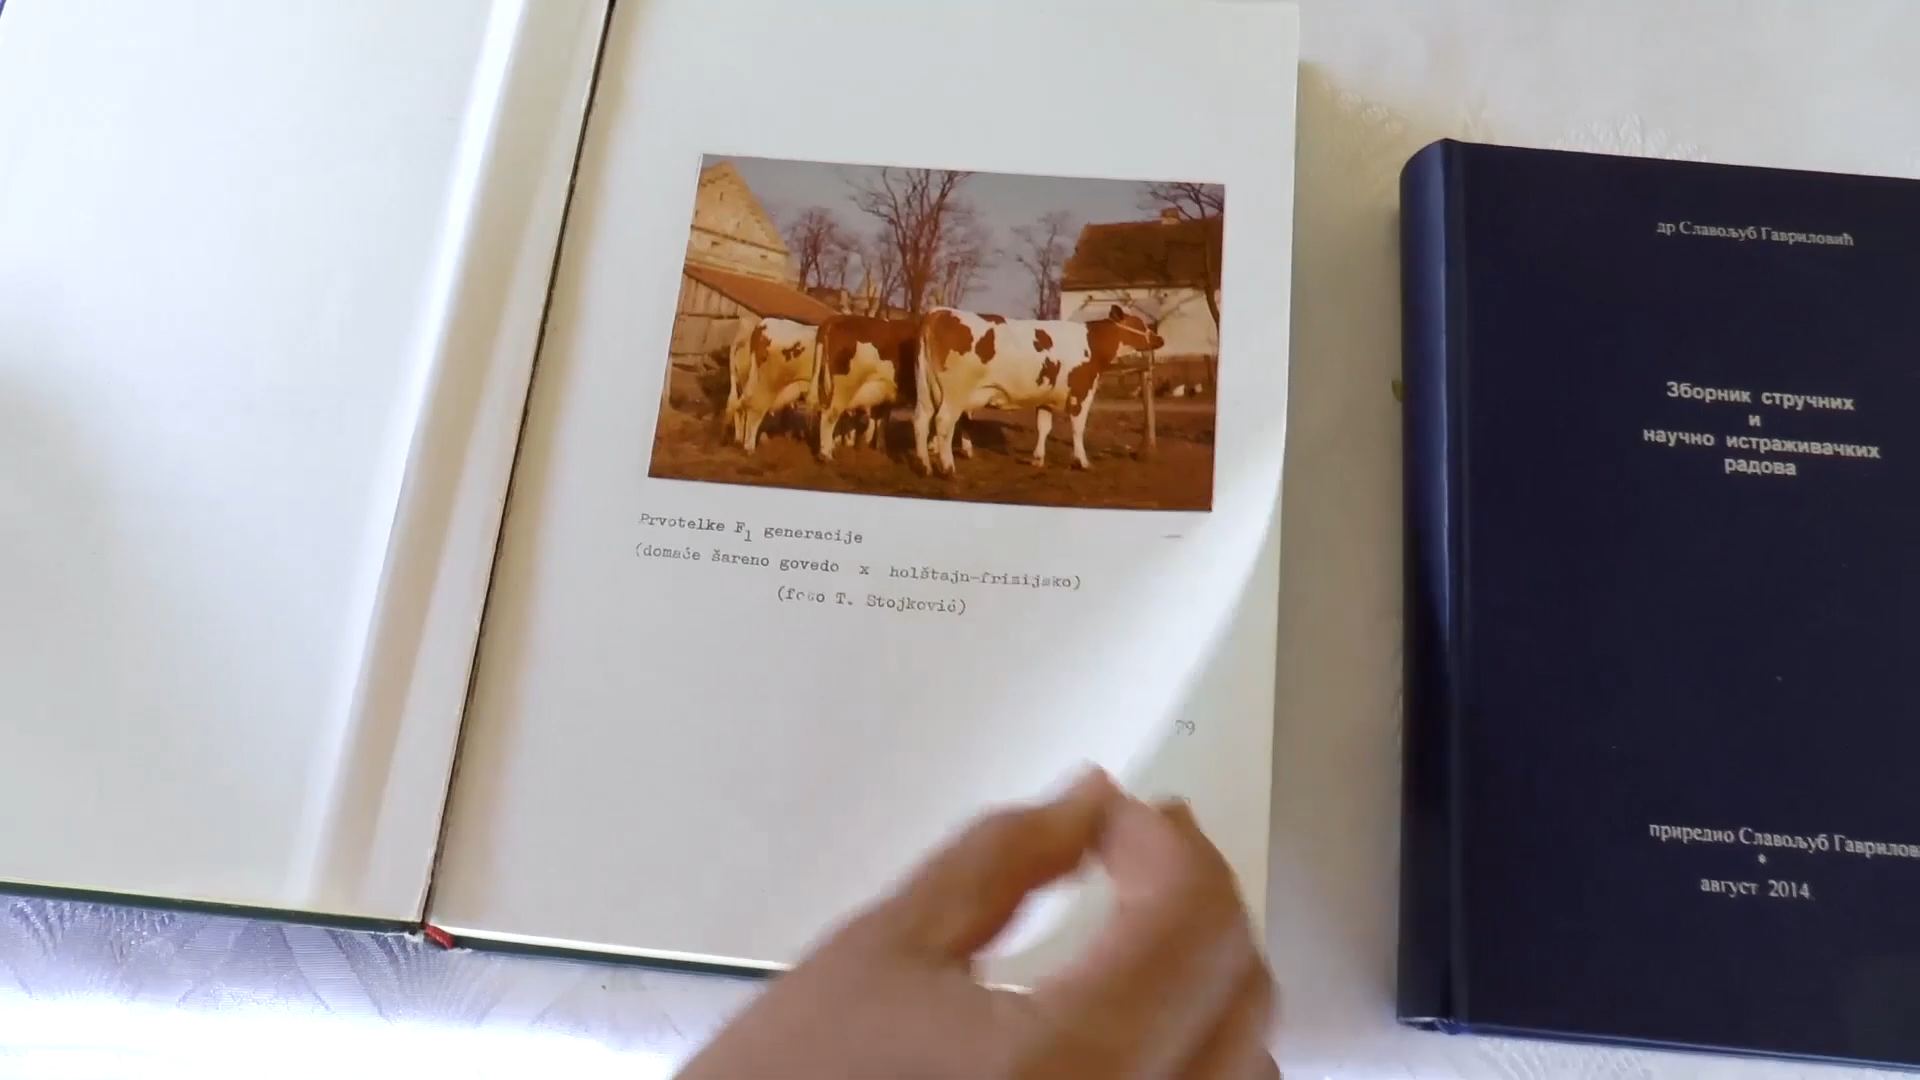 Prvotelke F₁ generacije
(domaće šareno govedo x holštajn-frizijsko)
(foto T. Stojković)
79
др Славољуб Гавриловић
Зборник стручних
и
научно истраживачких
радова
приредио Славољуб
*
август 2014.